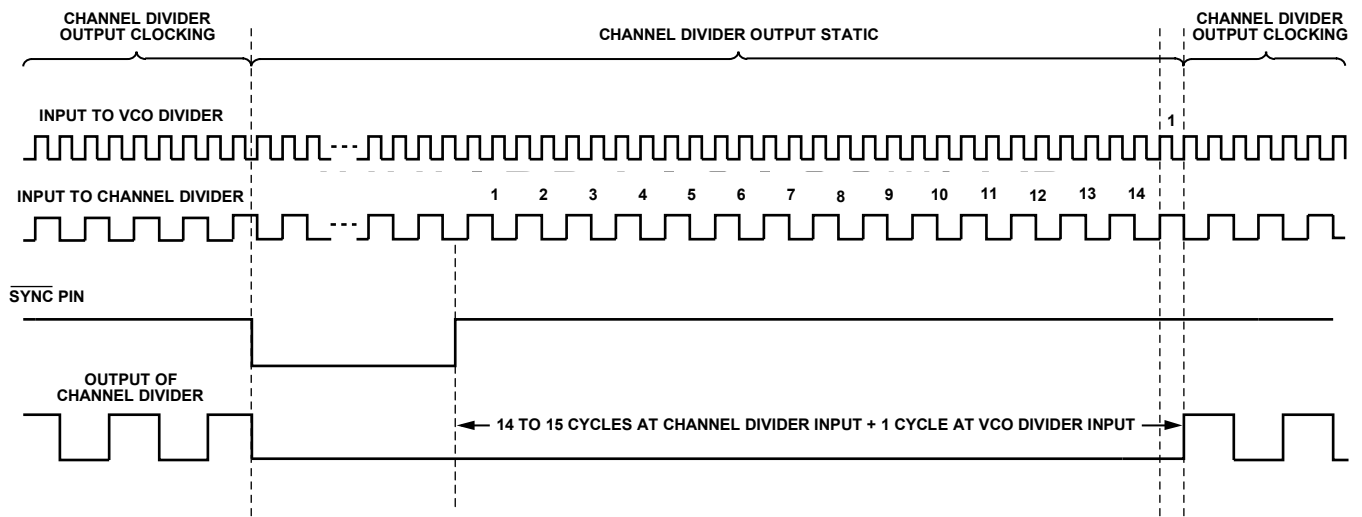 CHANNEL DIVIDER
OUTPUT CLOCKING
CHANNEL DIVIDER OUTPUT STATIC
CHANNEL DIVIDER
OUTPUT CLOCKING
INPUT TO VCO DIVIDER
1
INPUT TO CHANNEL DIVIDER
1 2 3 4 5 6 7 8 9 10 11 12 13 14
SYNC PIN
OUTPUT OF
CHANNEL DIVIDER
14 TO 15 CYCLES AT CHANNEL DIVIDER INPUT + 1 CYCLE AT VCO DIVIDER INPUT